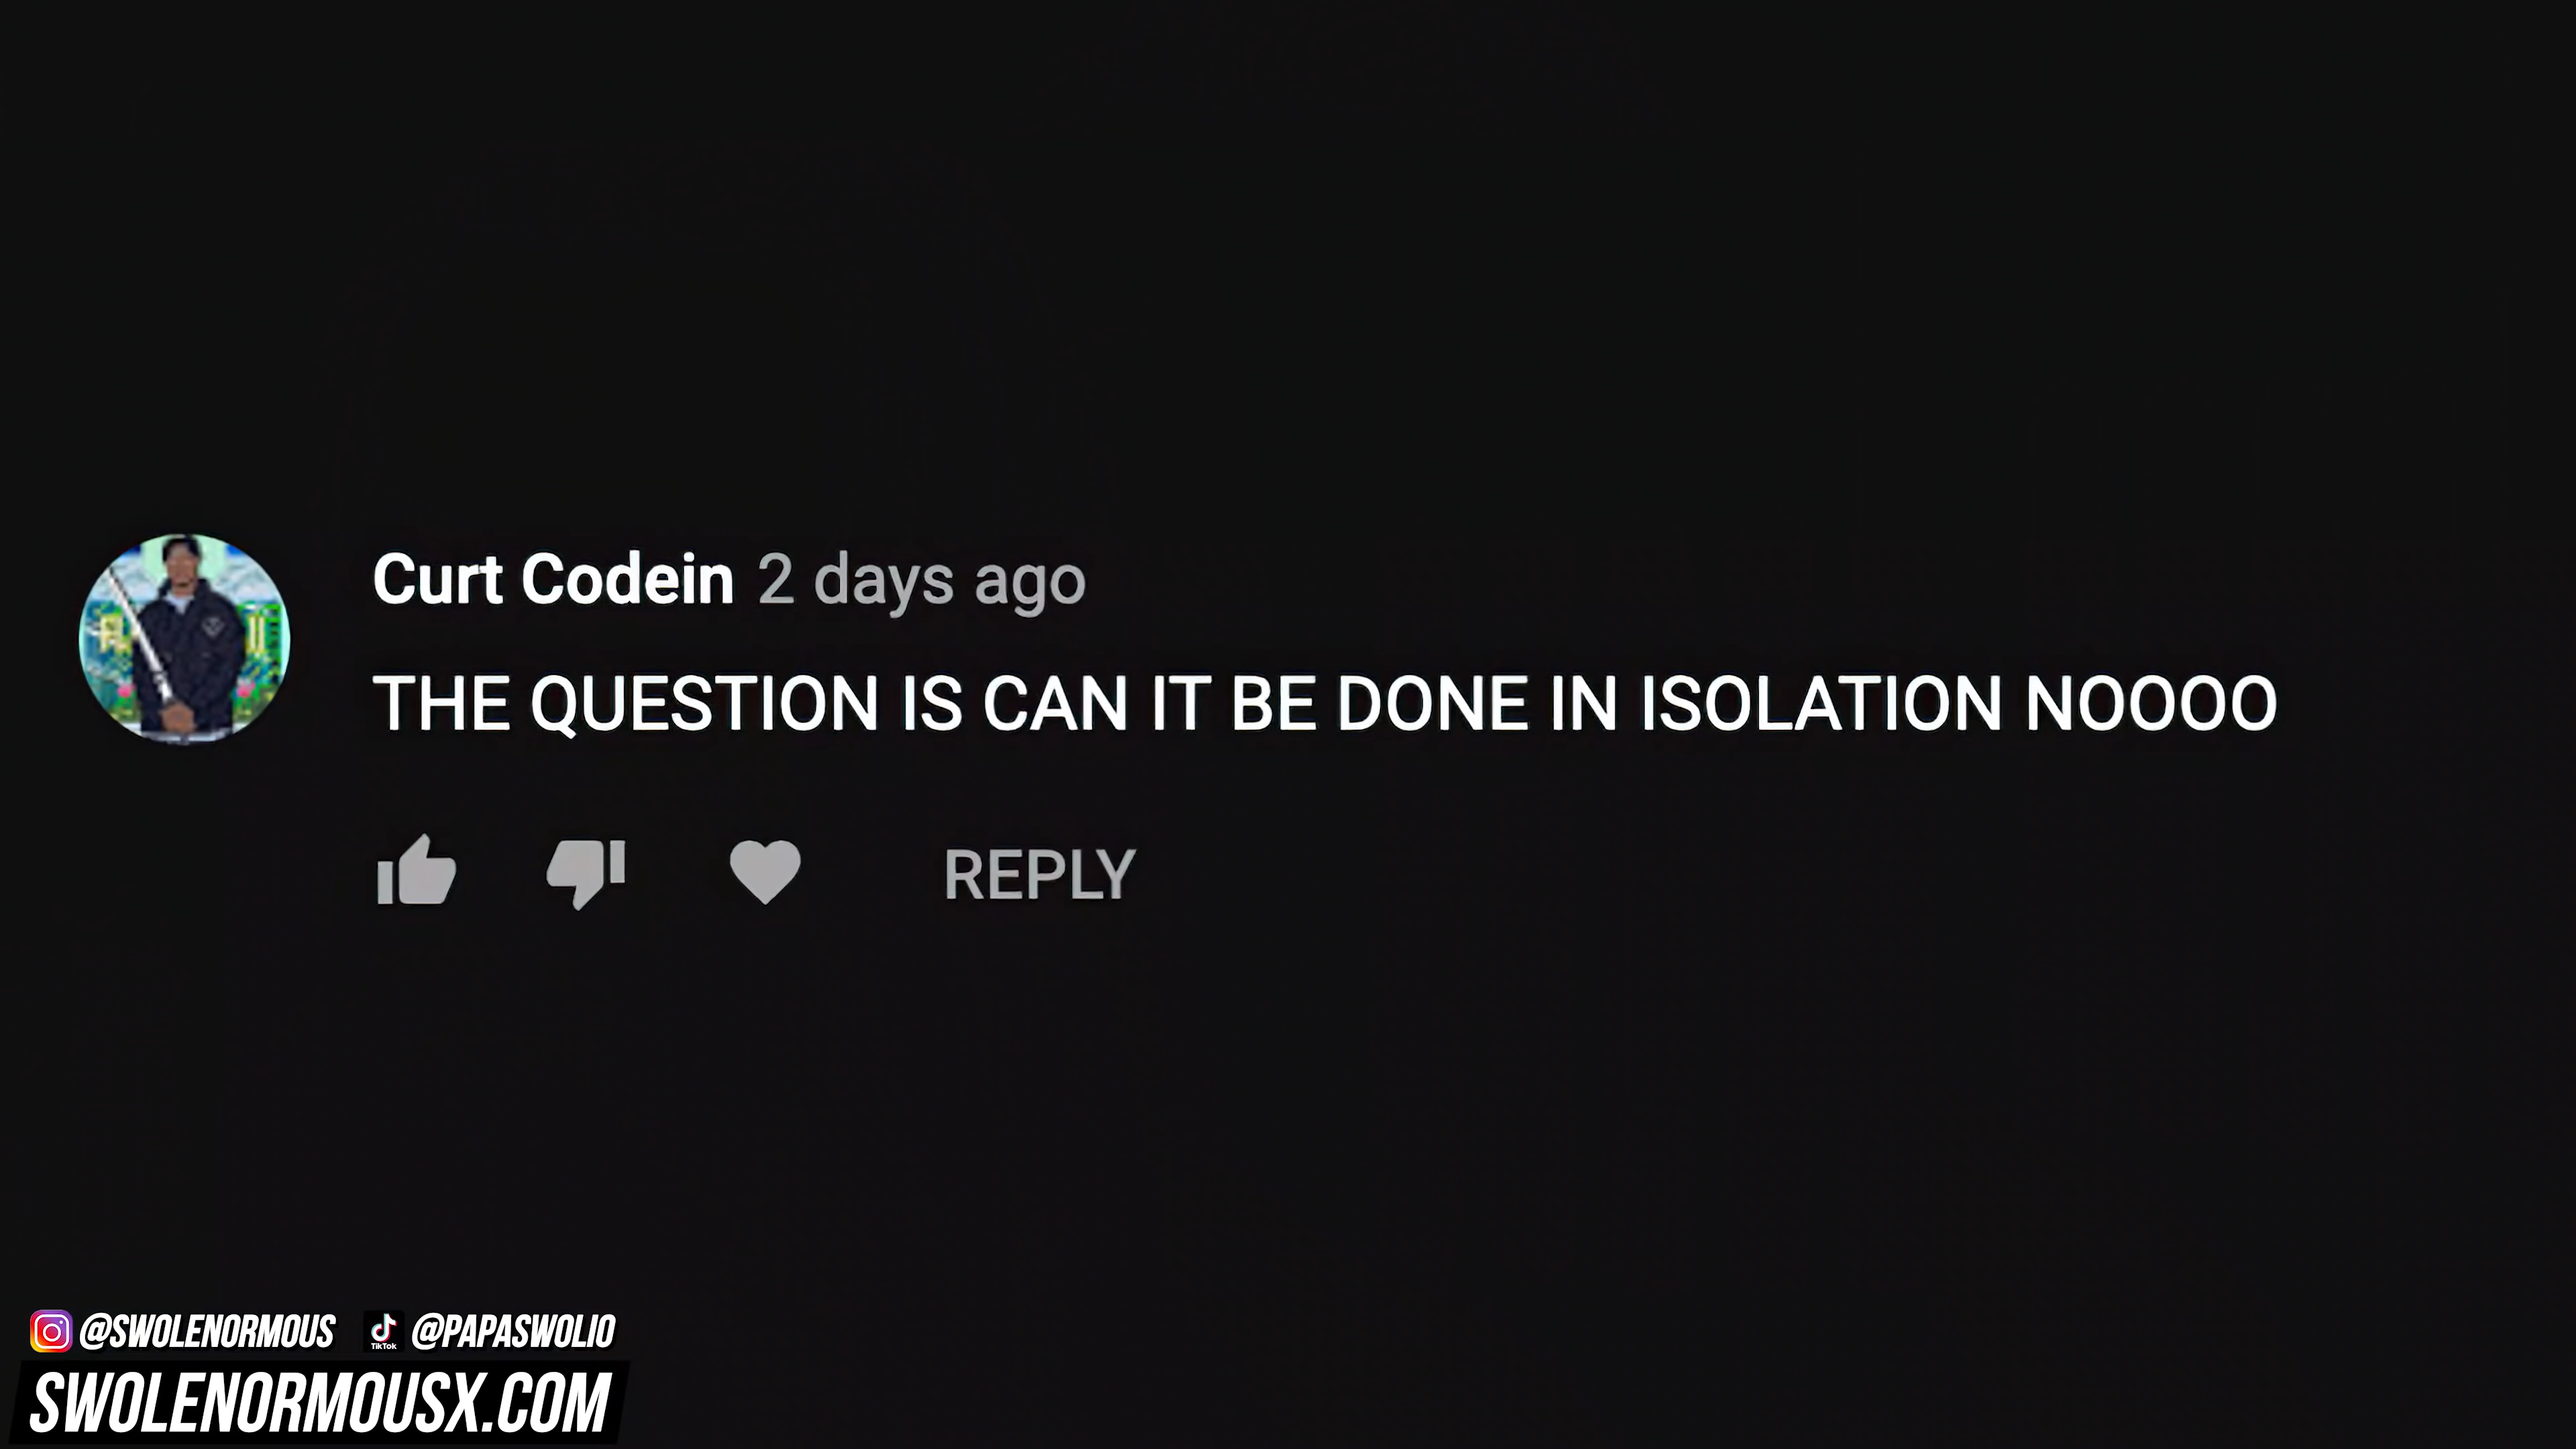 Curt Codein 2 days ago
THE QUESTION IS CAN IT BE DONE IN ISOLATION NOOOO
REPLY
@SWOLENORMOUS TikTok @PAPASWOLIO
SWOLENORMOUSX.COM